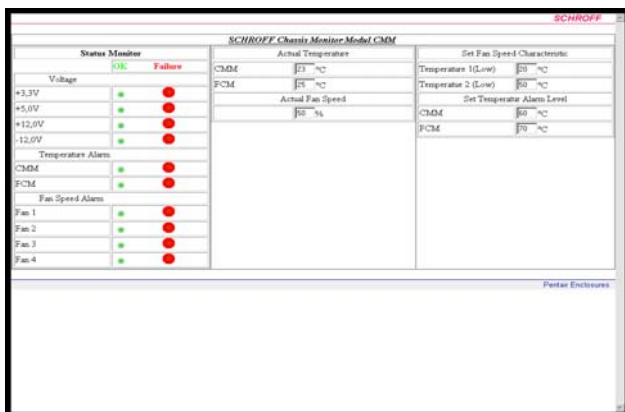 SCHROFF
SCHROFF Chassis Monitor Modul CMM
Status Monitor
OK Failure
Voltage
+3,3V
+5,0V
+12,0V
-12,0V
Temperature Alarm
CMM
FCM
Fan Speed Alarm
Fan 1
Fan 2
Fan 3
Fan 4
Actual Temperature
CMM 23 °C
FCM 25 °C
Actual Fan Speed
50 %
Set Fan Speed Characteristic
Temperature 1(Low) 20 °C
Temperatur 2 (Low) 50 °C
Set Temperatur Alarm Level
CMM 60 °C
FCM 70 °C
Pentair Enclosures